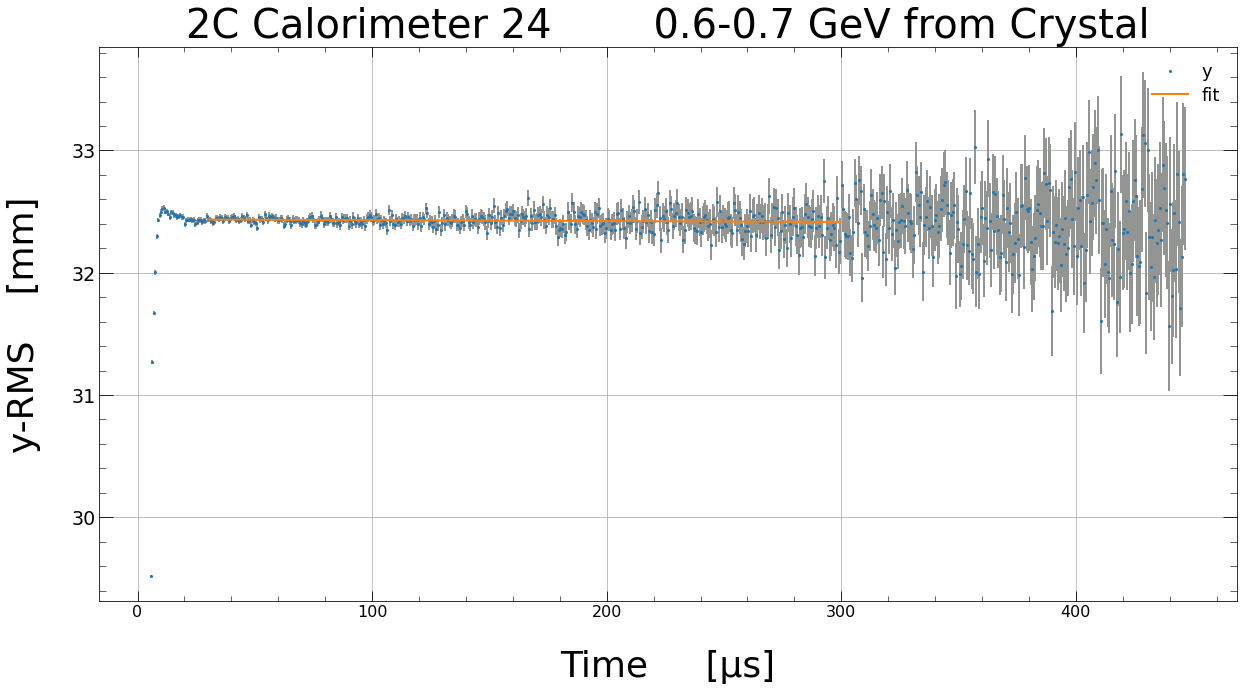 2C Calorimeter 24 0.6-0.7 GeV from Crystal
y
fit
y-RMS [mm]
33
32
31
30
0 100 200 300 400
Time [µs]